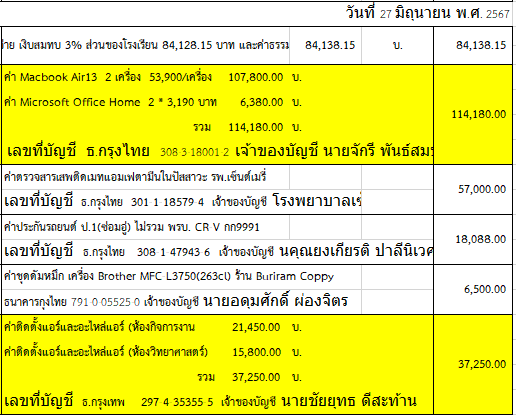 วันที่ 27 มิถุนายน พ.ศ. 2567
จ่าย เงินสมทบ 3% ส่วนของโรงเรียน 84,128.15 บาท และค่าธรรม 84,138.15 บ. 84,138.15
ค่า Macbook Air13 2 เครื่อง 53,900/เครื่อง 107,800.00 บ.
ค่า Microsoft Office Home 2 * 3,190 บาท 6,380.00 บ.
รวม 114,180.00 บ. 114,180.00
เลขที่บัญชี ธ.กรุงไทย 308-3-18001-2 เจ้าของบัญชี นายจักรี พันธ์สม
ค่าตรวจสารเสพติดเมทแอมเฟตามีนในปัสสาวะ รพ.เซ็นต์เมรี่ 57,000.00
เลขที่บัญชี ธ.กรุงไทย 301-1-18579-4 เจ้าของบัญชี โรงพยาบาลเซ
ค่าประกันรถยนต์ ป.1(ซ่อมอู่) ไม่รวม พรบ. CR V กก9991 18,088.00
เลขที่บัญชี ธ.กรุงไทย 308-1-47943-6 เจ้าของบัญชี นคุณยงเกียรติ ปาลีนิเวศ
ค่าชุดดัมหมึก เครื่อง Brother MFC-L3750(263cl) ร้าน Buriram Coppy 6,500.00
ธนาคารกรุงไทย 791-0-05525-0 เจ้าของบัญชี นายอดุมศักดิ์ ผ่องจิตร
ค่าติดตั้งแอร์และอะไหล่แอร์ (ห้องกิจการงาน 21,450.00 บ.
ค่าติดตั้งแอร์และอะไหล่แอร์ (ห้องวิทยาศาสตร์) 15,800.00 บ.
รวม 37,250.00 บ. 37,250.00
เลขที่บัญชี ธ.กรุงเทพ 297-4-35355-5 เจ้าของบัญชี นายชัยยุทธ ดีสะท้าน